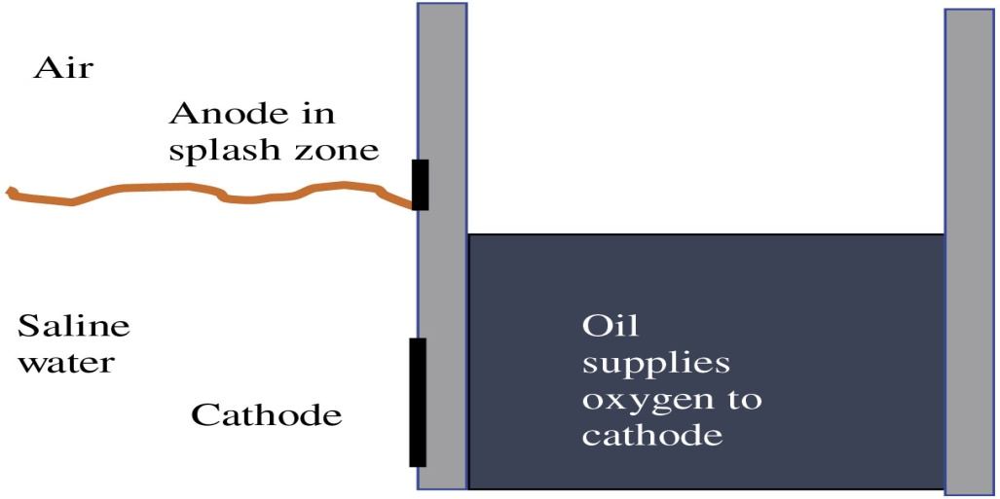 Air
Anode in
splash zone
Saline
water
Cathode
Oil
supplies
oxygen to
cathode